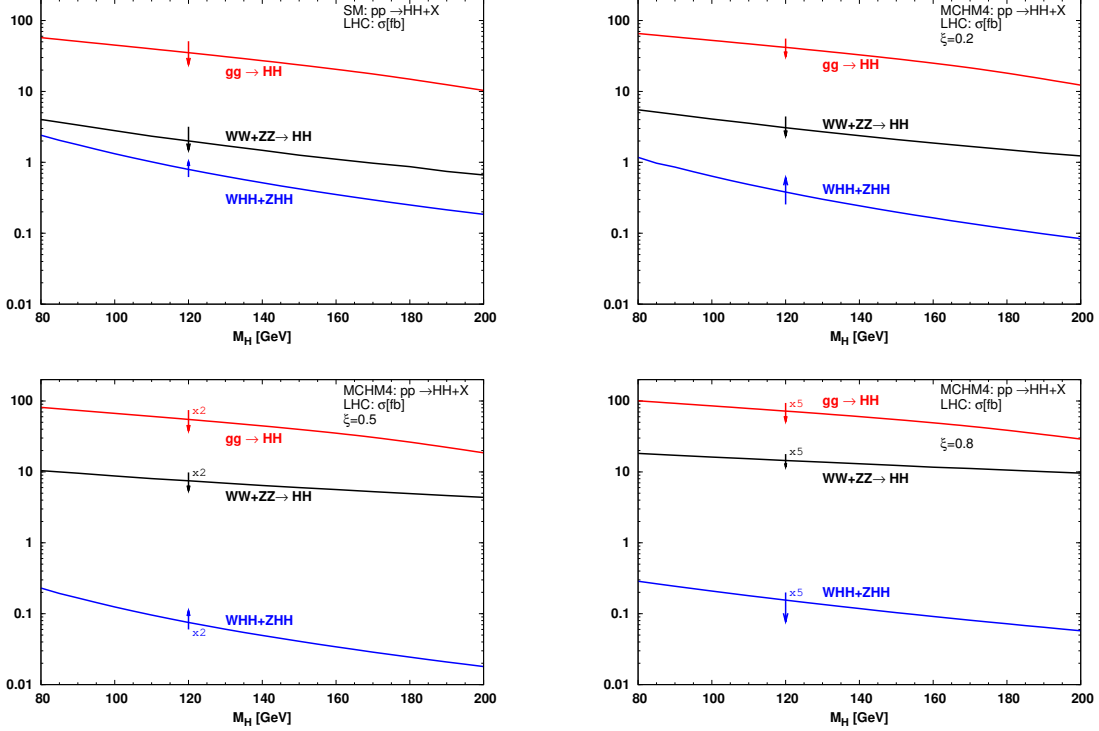 SM: pp →HH+X
LHC: σ[fb]
100
10
1
0.1
0.01
gg → HH
WW+ZZ→ HH
WHH+ZHH
80 100 120 140 160 180 200
M_H [GeV]
MCHM4: pp →HH+X
LHC: σ[fb]
ξ=0.2
100
10
1
0.1
0.01
gg → HH
WW+ZZ→ HH
WHH+ZHH
80 100 120 140 160 180 200
M_H [GeV]
MCHM4: pp →HH+X
LHC: σ[fb]
ξ=0.5
100
10
1
0.1
0.01
x2
gg → HH
x2
WW+ZZ→ HH
WHH+ZHH
x2
80 100 120 140 160 180 200
M_H [GeV]
MCHM4: pp →HH+X
LHC: σ[fb]
ξ=0.8
100
10
1
0.1
0.01
x5
gg → HH
x5
WW+ZZ→ HH
x5
WHH+ZHH
80 100 120 140 160 180 200
M_H [GeV]